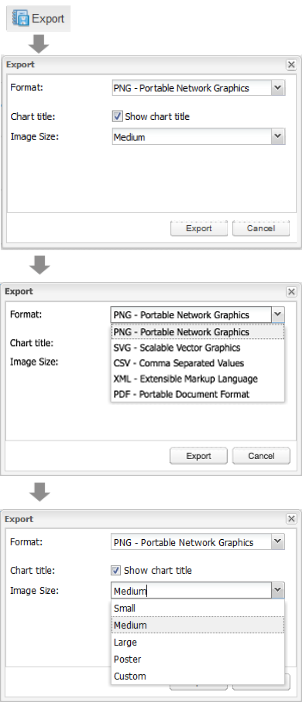 Export
Export
Format: PNG - Portable Network Graphics
Chart title: Show chart title
Image Size: Medium
Export Cancel
Export
Format: PNG - Portable Network Graphics
PNG - Portable Network Graphics
Chart title: SVG - Scalable Vector Graphics
Image Size: CSV - Comma Separated Values
XML - Extensible Markup Language
PDF - Portable Document Format
Export Cancel
Export
Format: PNG - Portable Network Graphics
Chart title: Show chart title
Image Size: Medium
Small
Medium
Large
Poster
Custom